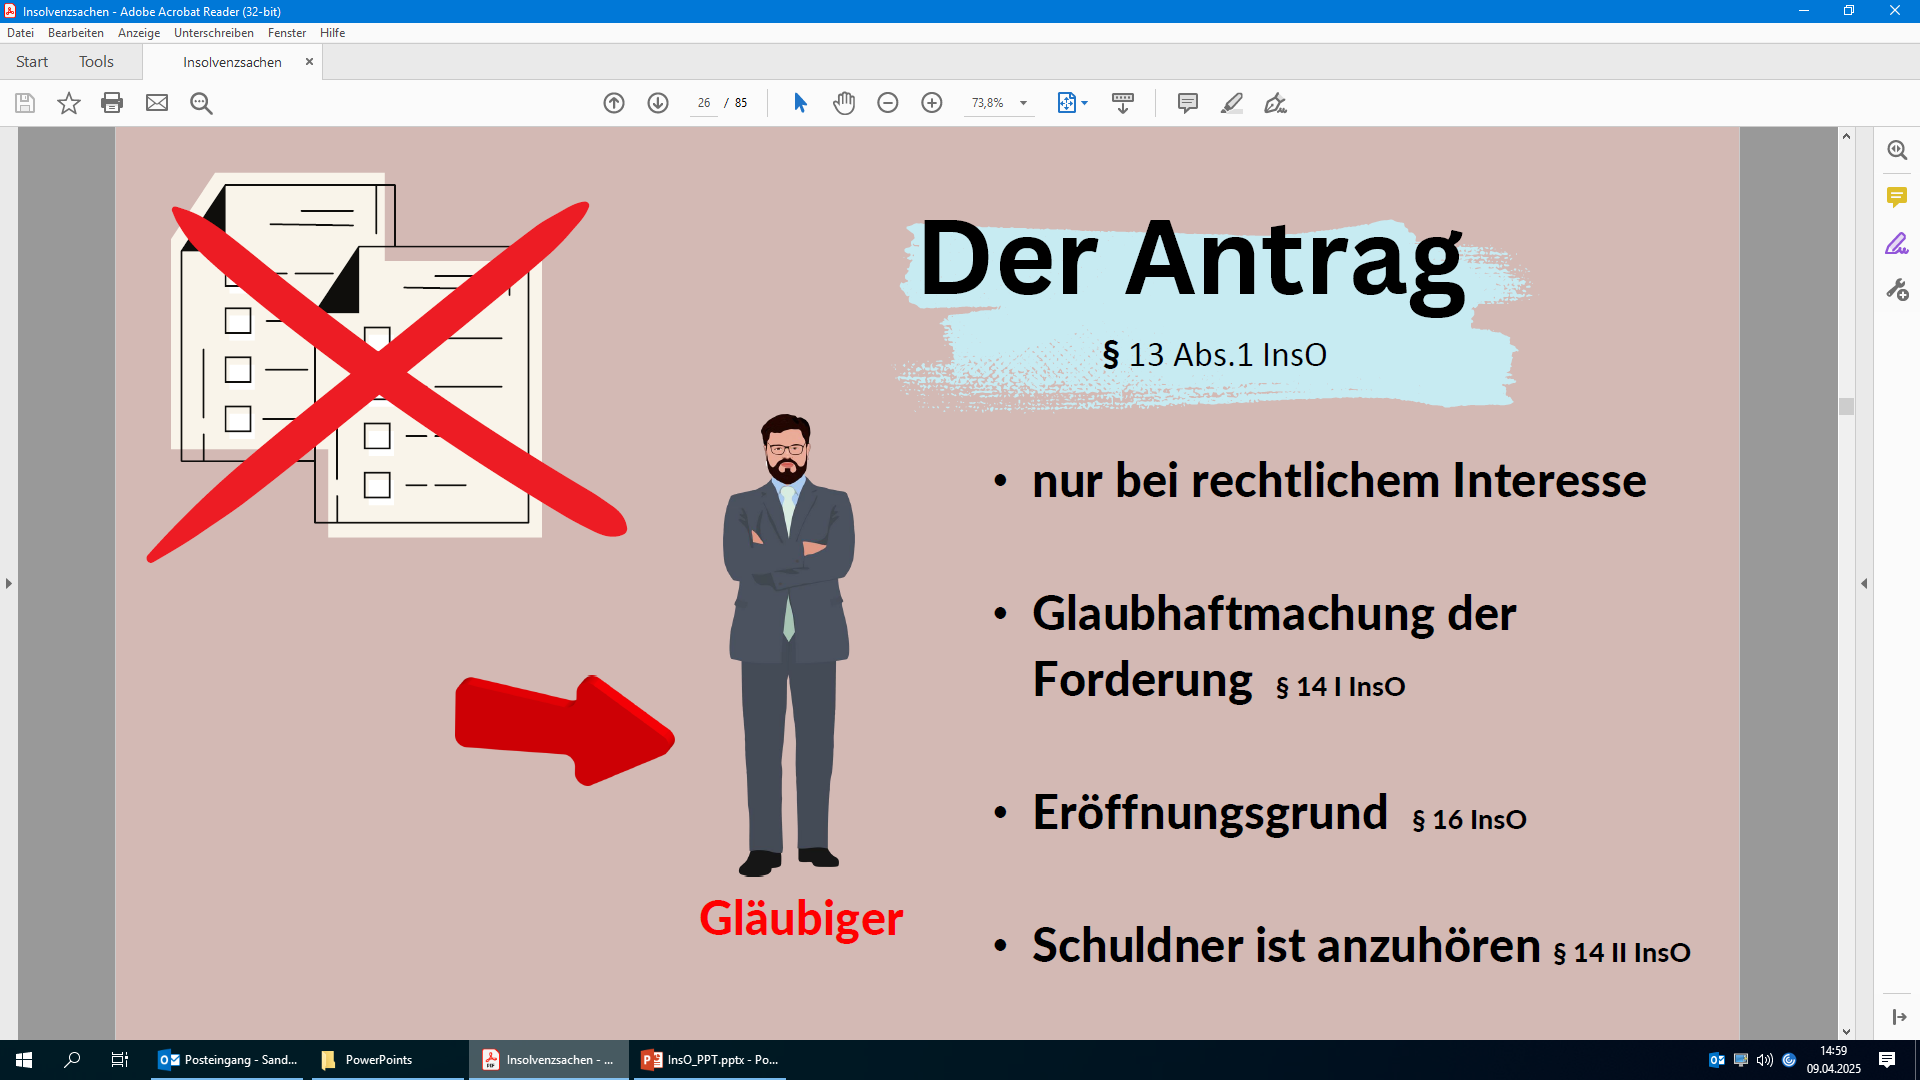 Insolvenzsachen - Adobe Acrobat Reader (32-bit)
Datei Bearbeiten Anzeige Unterschreiben Fenster Hilfe
Start Tools Insolvenzsachen
26 / 85 73,8%
Der Antrag
§ 13 Abs.1 InsO
• nur bei rechtlichem Interesse
• Glaubhaftmachung der
Forderung § 14 I InsO
• Eröffnungsgrund § 16 InsO
• Schuldner ist anzuhören § 14 II InsO
Gläubiger
Posteingang - Sand... PowerPoints Insolvenzsachen - ... InsO_PPT.pptx - Po...
14:59
09.04.2025